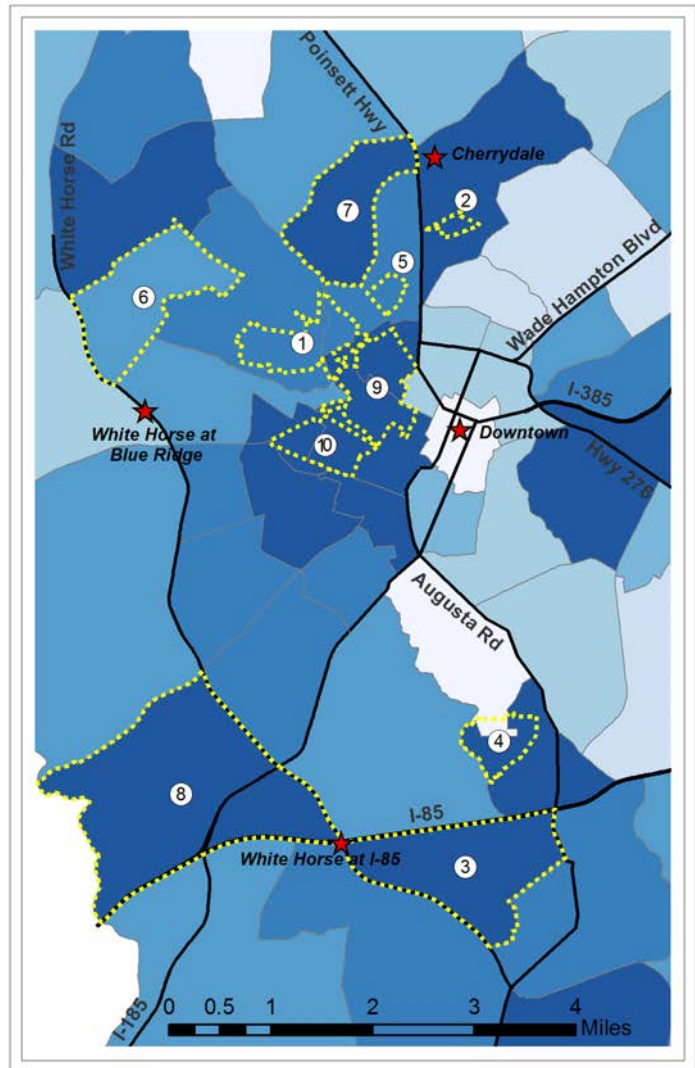 Poinsett Hwy
White Horse Rd
Cherrydale
2
7
5
Wade Hampton Blvd
6
1
I-385
9
White Horse at
Blue Ridge
10
Downtown
Hwy 276
Augusta Rd
4
8
I-85
White Horse at I-85
3
I-185
0 0.5 1 2 3 4
Miles